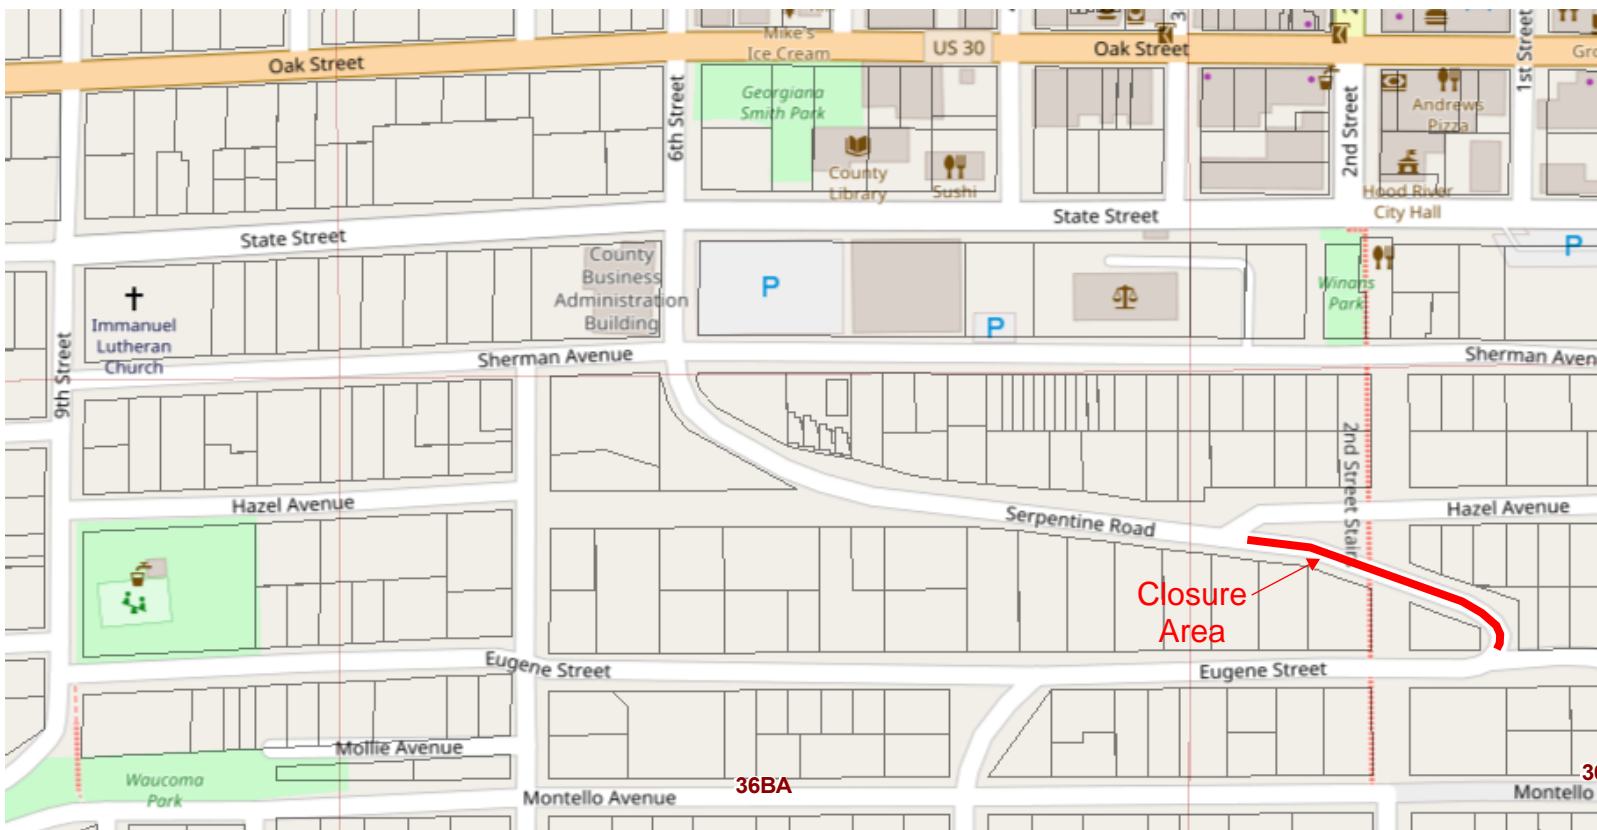 Mike's
Ice Cream
US 30
Oak Street
Oak Street
1st Street
Georgiana
Smith Park
6th Street
2nd Street
Andrews
Pizza
County
Library
Sushi
Hood River
City Hall
State Street
State Street
County
Business
Administration
Building
P
P
P
Winans
Park
Immanuel
Lutheran
Church
9th Street
Sherman Avenue
Sherman Aven
2nd Street Stair
Hazel Avenue
Hazel Avenue
Serpentine Road
Closure
Area
Eugene Street
Eugene Street
Mollie Avenue
Waucoma
Park
36BA
36
Montello Avenue
Montello